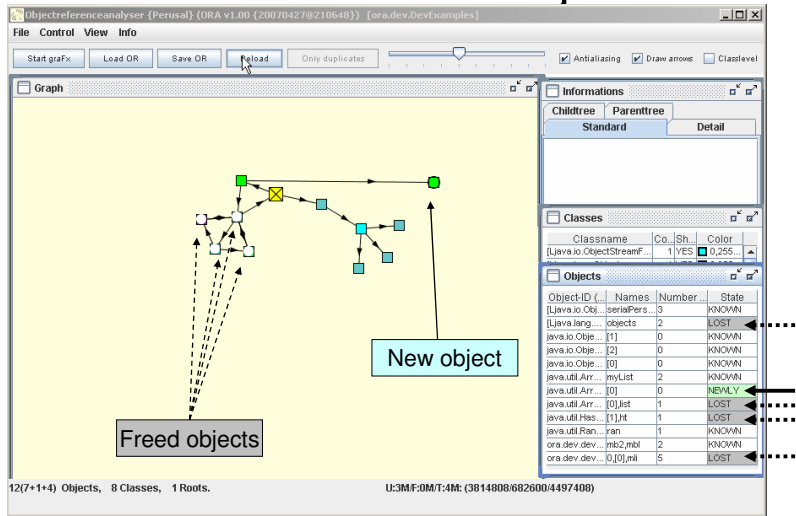 Objectreferenceanalyser {Perusal} (ORA v1.00 {20070427@210648}) [ora.dev.DevExamples]
File Control View Info
Start graFx Load OR Save OR Reload Only duplicates Antialiasing Draw arrows Classlevel
Graph
Informations
Childtree Parenttree
Standard Detail
Classes
Classname Co... Sh... Color
[Ljava.io.ObjectStreamF... 1 YES 0,255...
Objects
Object-ID (... Names Number ... State
[Ljava.io.Obj... serialPers... 3 KNOWN
[Ljava.lang.... objects 2 LOST
java.io.Obje... [1] 0 KNOWN
java.io.Obje... [2] 0 KNOWN
java.io.Obje... [0] 0 KNOWN
java.util.Arr... myList 2 KNOWN
java.util.Arr... [0] 0 NEWLY
java.util.Arr... [0],list 1 LOST
java.util.Has... [1],ht 1 LOST
java.util.Ran... ran 1 KNOWN
ora.dev.dev... mb2,mbl 2 KNOWN
ora.dev.dev... 0,[0],mli 5 LOST
New object
Freed objects
12(7+1+4) Objects, 8 Classes, 1 Roots. U:3M/F:0M/T:4M: (3814808/682600/4497408)